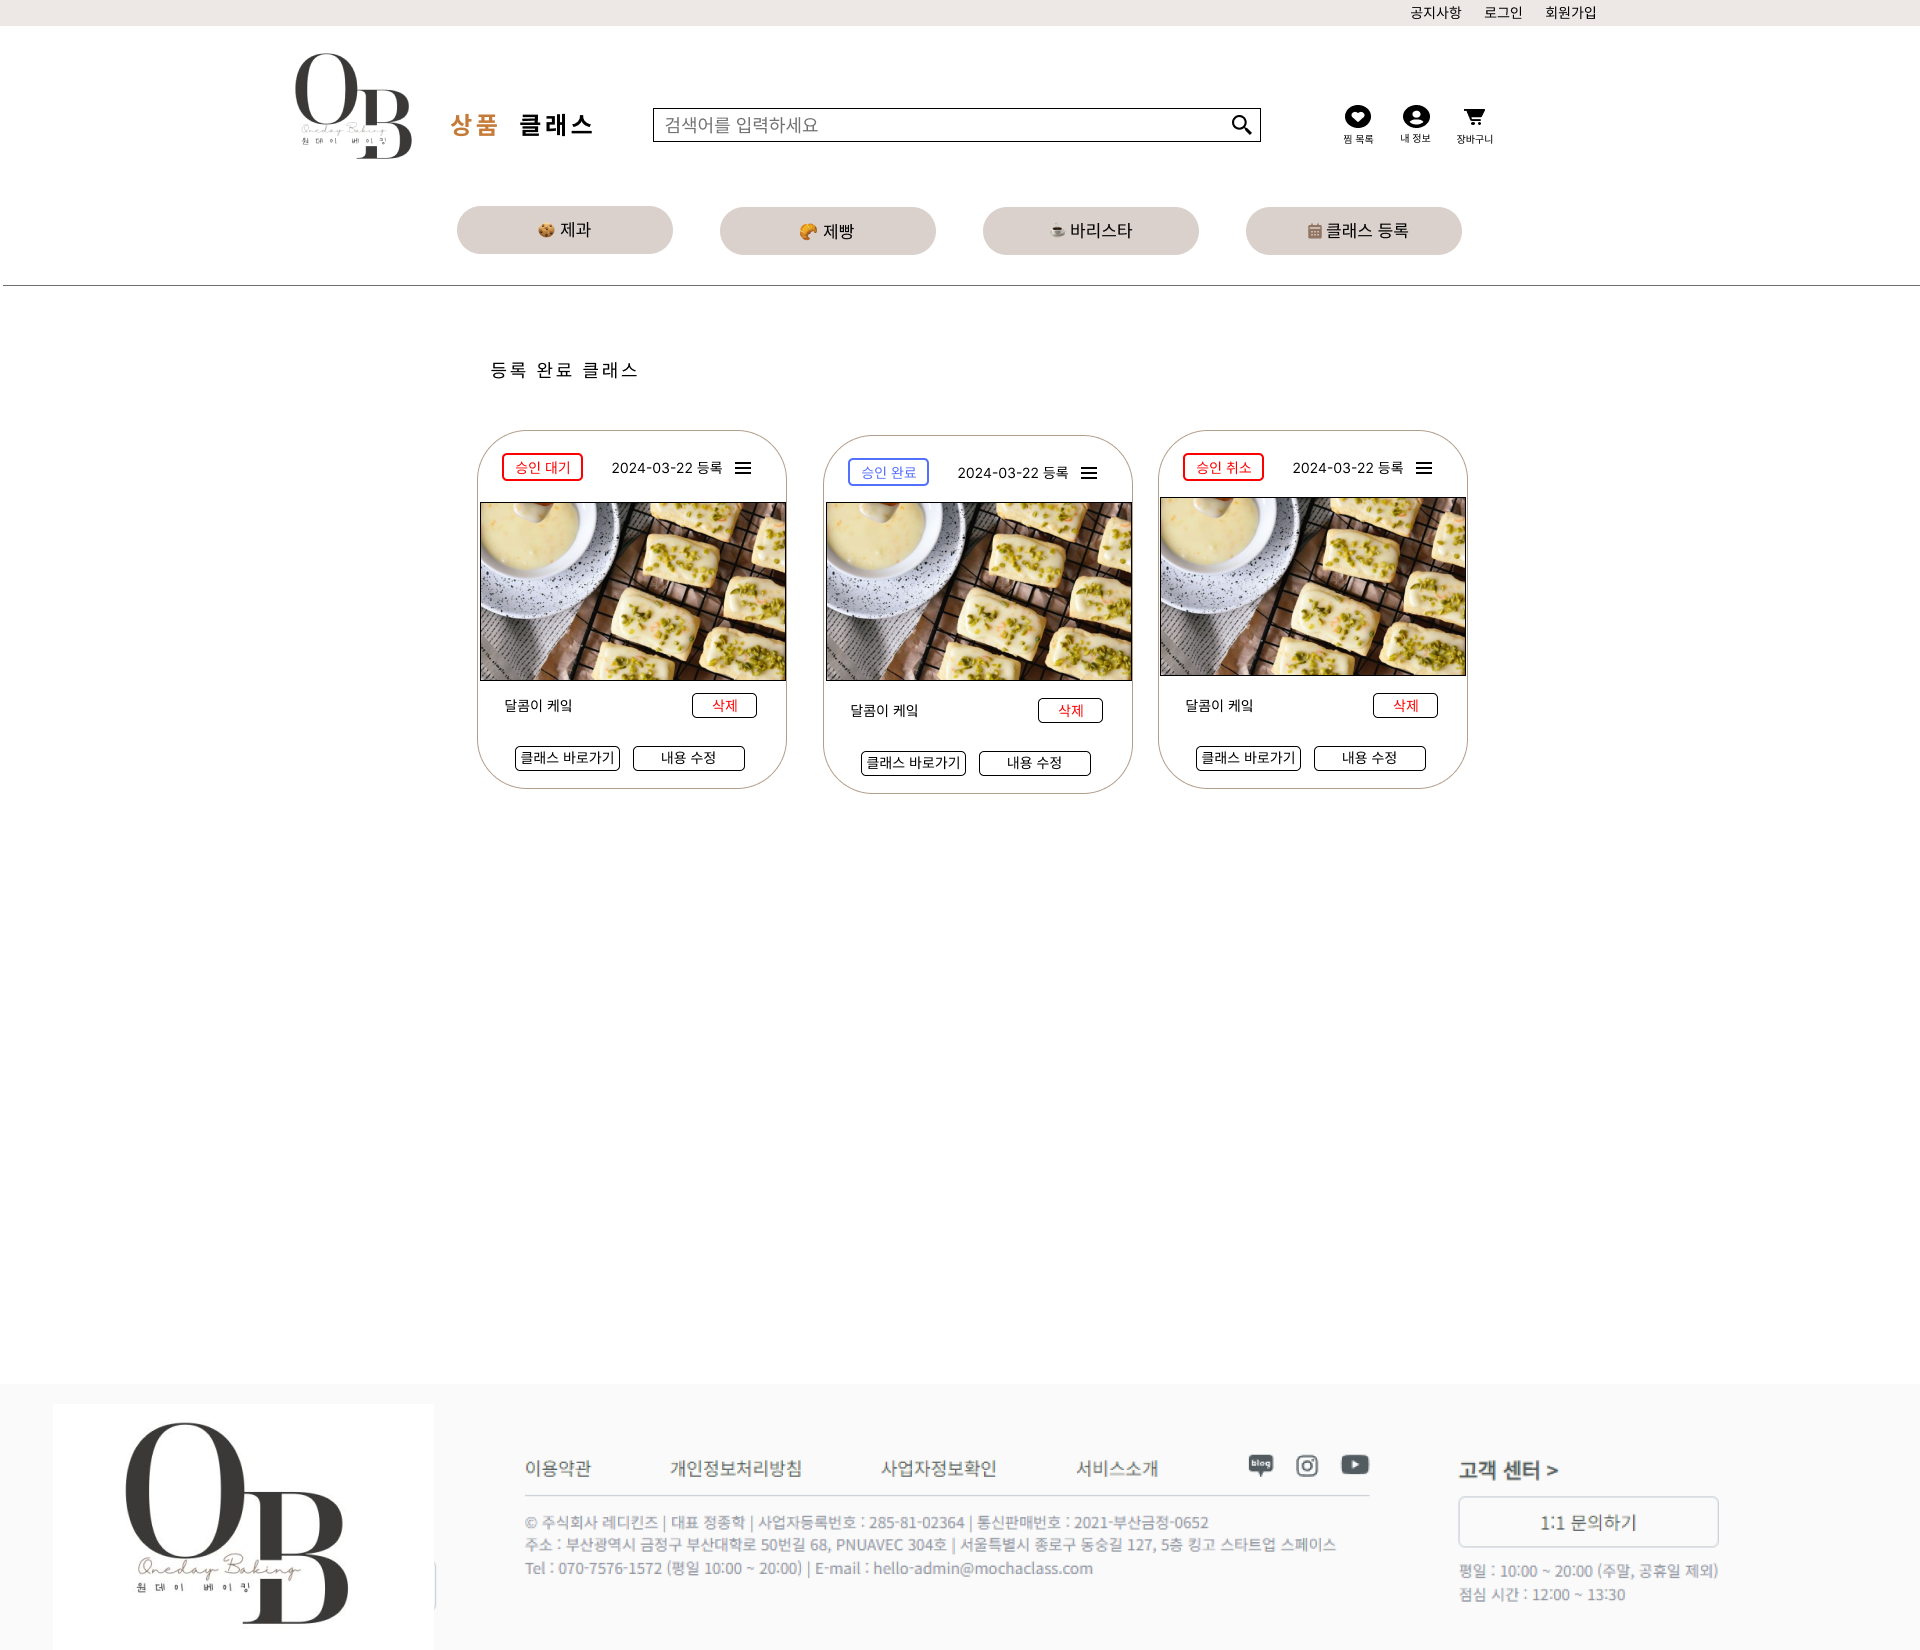 공지사항 로그인 회원가입
OB
Oneday Baking
원데이 베이킹
상품 클래스
검색어를 입력하세요
찜 목록 내 정보 장바구니
제과 제빵 바리스타 클래스 등록
등록 완료 클래스
승인 대기 2024-03-22 등록
달콤이 케잌 삭제
클래스 바로가기 내용 수정
승인 완료 2024-03-22 등록
달콤이 케잌 삭제
클래스 바로가기 내용 수정
승인 취소 2024-03-22 등록
달콤이 케잌 삭제
클래스 바로가기 내용 수정
OB
Oneday Baking
원데이 베이킹
이용약관 개인정보처리방침 사업자정보확인 서비스소개 blog
© 주식회사 레디킨즈 | 대표 정종학 | 사업자등록번호 : 285-81-02364 | 통신판매번호 : 2021-부산금정-0652
주소 : 부산광역시 금정구 부산대학로 50번길 68, PNUAVEC 304호 | 서울특별시 종로구 동숭길 127, 5층 킹고 스타트업 스페이스
Tel : 070-7576-1572 (평일 10:00 ~ 20:00) | E-mail : hello-admin@mochaclass.com
고객 센터 >
1:1 문의하기
평일 : 10:00 ~ 20:00 (주말, 공휴일 제외)
점심 시간 : 12:00 ~ 13:30